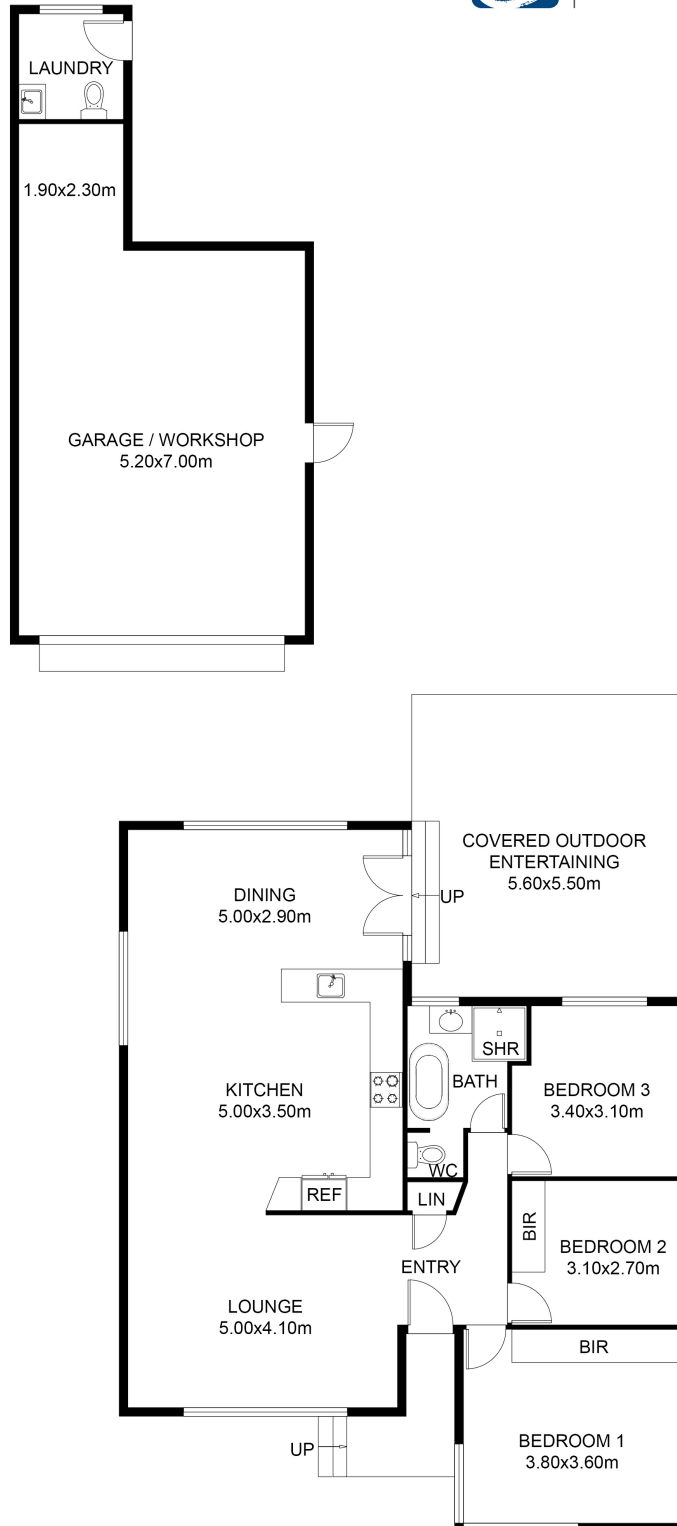 LAUNDRY
1.90x2.30m
GARAGE / WORKSHOP
5.20x7.00m
COVERED OUTDOOR
ENTERTAINING
5.60x5.50m
UP
DINING
5.00x2.90m
SHR
BATH
KITCHEN
5.00x3.50m
BEDROOM 3
3.40x3.10m
WC
REF
LIN
BIR
BEDROOM 2
3.10x2.70m
ENTRY
LOUNGE
5.00x4.10m
BIR
UP
BEDROOM 1
3.80x3.60m